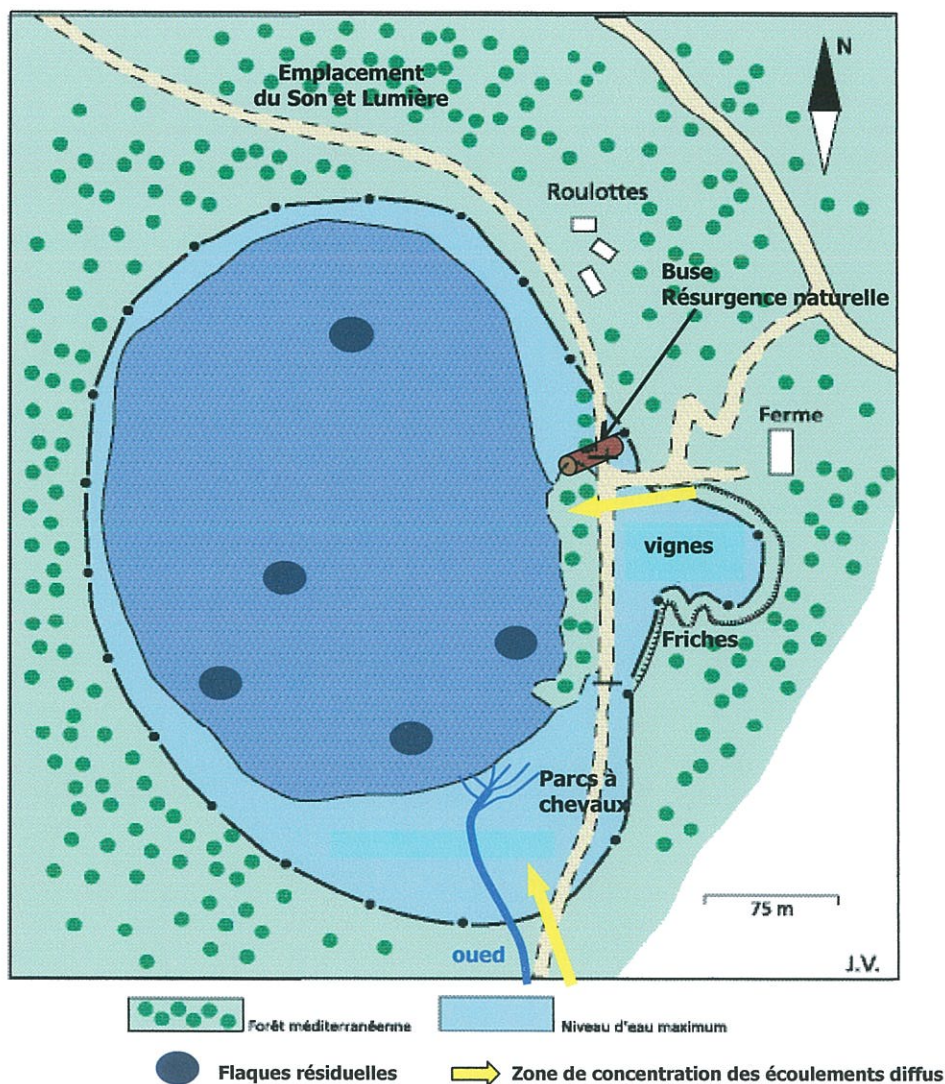 Emplacement
du Son et Lumière
N
Roulottes
Buse
Résurgence naturelle
Ferme
vignes
Friches
Parcs à
chevaux
75 m
oued
J.V.
Forêt méditerranéenne
Niveau d'eau maximum
Flaques résiduelles
Zone de concentration des écoulements diffus